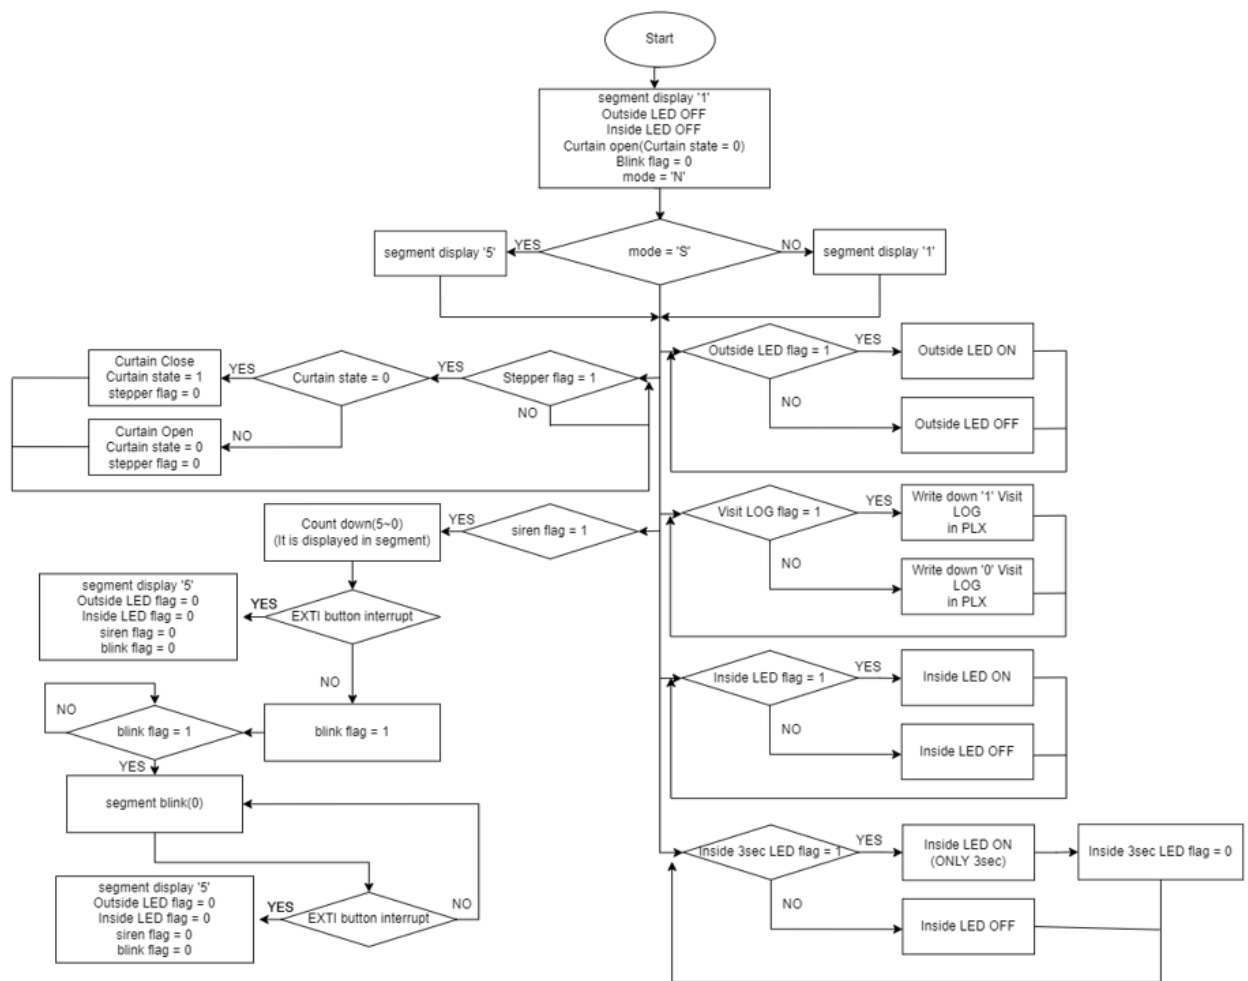 Start
segment display '1'
Outside LED OFF
Inside LED OFF
Curtain open(Curtain state = 0)
Blink flag = 0
mode = 'N'
segment display '5'
YES
mode = 'S'
NO
segment display '1'
Curtain Close
Curtain state = 1
stepper flag = 0
YES
Curtain state = 0
YES
Stepper flag = 1
NO
NO
Curtain Open
Curtain state = 0
stepper flag = 0
Outside LED flag = 1
YES
Outside LED ON
NO
Outside LED OFF
Count down(5~0)
(It is displayed in segment)
YES
siren flag = 1
Visit LOG flag = 1
YES
Write down '1' Visit
LOG
in PLX
NO
Write down '0' Visit
LOG
in PLX
segment display '5'
Outside LED flag = 0
Inside LED flag = 0
siren flag = 0
blink flag = 0
YES
EXTI button interrupt
NO
NO
blink flag = 1
blink flag = 1
YES
Inside LED flag = 1
YES
Inside LED ON
NO
Inside LED OFF
segment blink(0)
segment display '5'
Outside LED flag = 0
Inside LED flag = 0
siren flag = 0
blink flag = 0
YES
EXTI button interrupt
NO
Inside 3sec LED flag = 1
YES
Inside LED ON
(ONLY 3sec)
Inside 3sec LED flag = 0
NO
Inside LED OFF